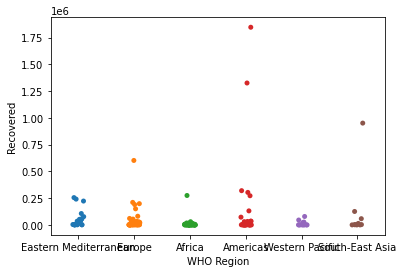 1e6
1.75
1.50
1.25
1.00
0.75
0.50
0.25
0.00
Recovered
Eastern Mediterranean Europe Africa Americas Western Pacific South-East Asia
WHO Region